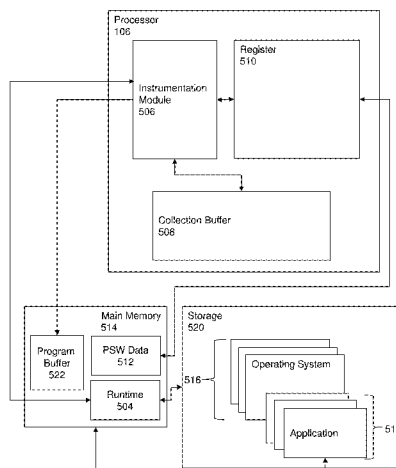 Processor
106
Instrumentation
Module
506
Register
510
Collection Buffer
508
Main Memory
514
Program
Buffer
522
PSW Data
512
Runtime
504
Storage
520
516
Operating System
Application
51